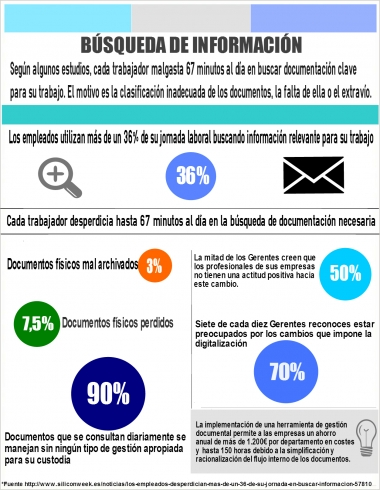 BÚSQUEDA DE INFORMACIÓN
Según algunos estudios, cada trabajador malgasta 67 minutos al día en buscar documentación clave
para su trabajo. El motivo es la clasificación inadecuada de los documentos, la falta de ella o el extravío.
Los empleados utilizan más de un 36% de su jornada laboral buscando información relevante para su trabajo
36%
Cada trabajador desperdicia hasta 67 minutos al día en la búsqueda de documentación necesaria
Documentos físicos mal archivados
3%
7,5%
Documentos físicos perdidos
90%
Documentos que se consultan diariamente se
manejan sin ningún tipo de gestión apropiada
para su custodia
La mitad de los Gerentes creen que
los profesionales de sus empresas
no tienen una actitud positiva hacia
este cambio.
50%
Siete de cada diez Gerentes reconoces estar
preocupados por los cambios que impone la
digitalización
70%
La implementación de una herramienta de gestión
documental permite a las empresas un ahorro
anual de más de 1.200€ por departamento en costes
y hasta 150 horas debido a la simplificación y
racionalización del flujo interno de los documentos.
*Fuente http://www.siliconweek.es/noticias/los-empleados-desperdician-mas-de-un-36-de-su-jornada-en-buscar-informacion-57810